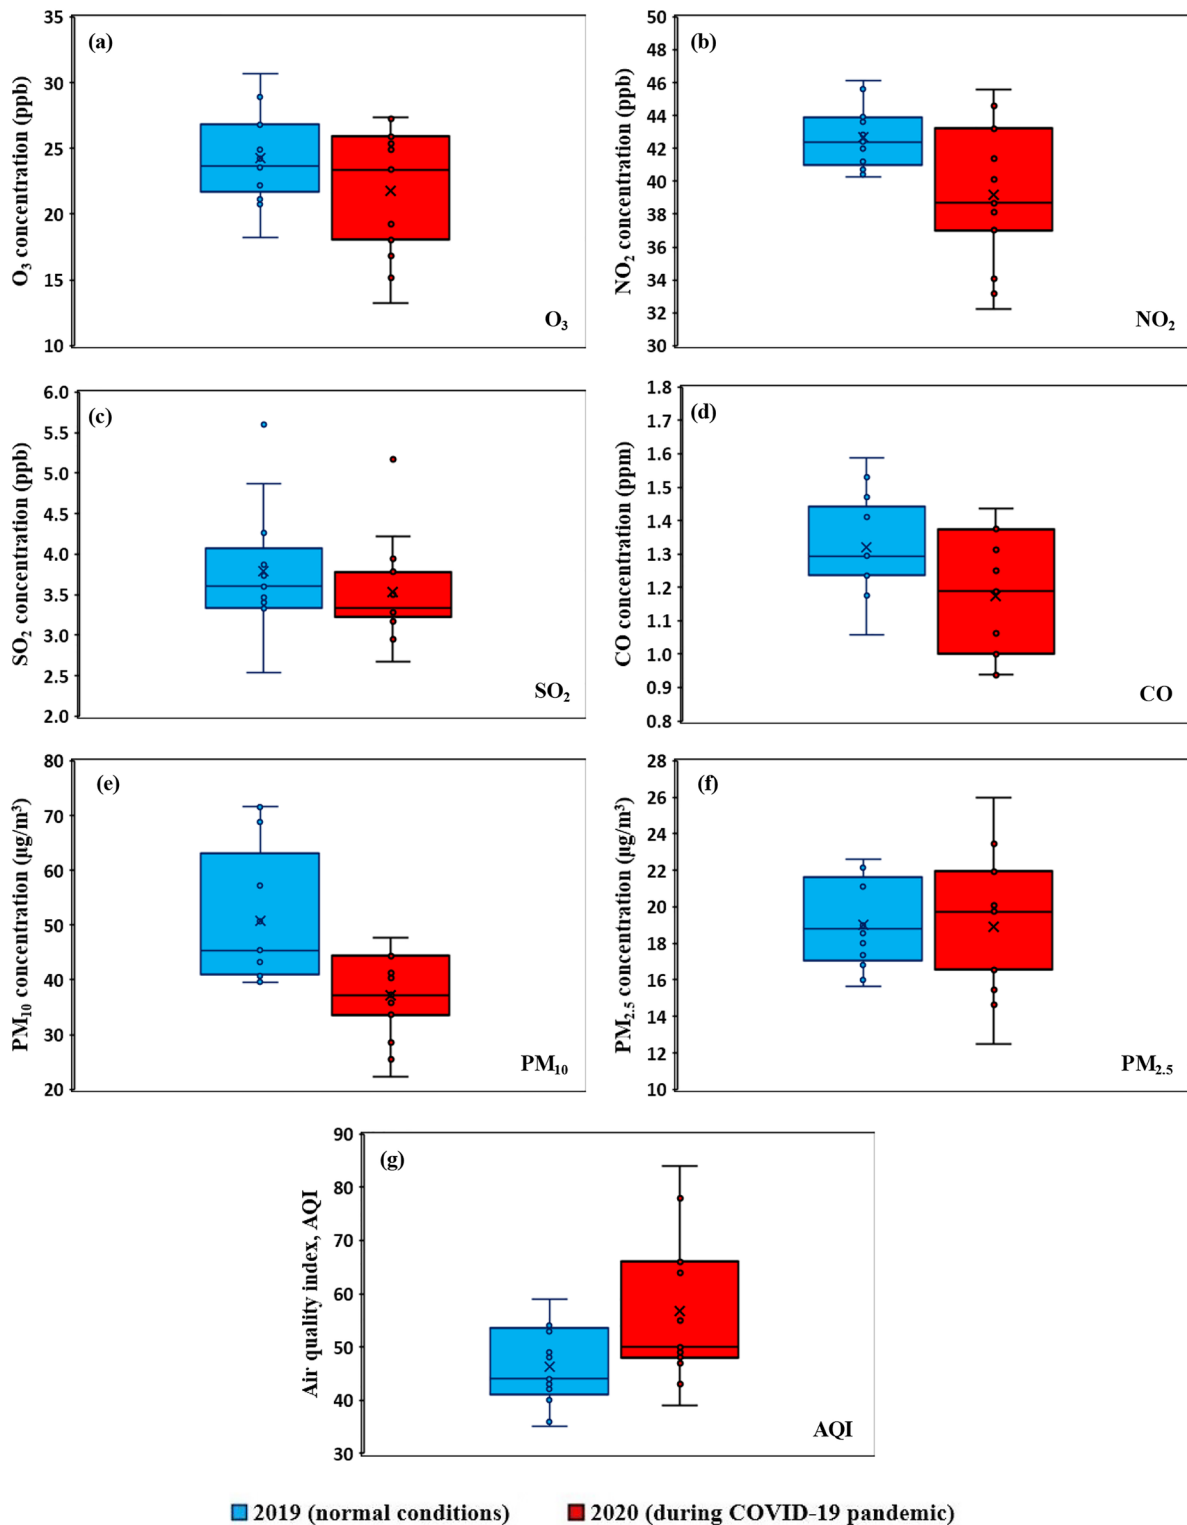 (a)
O₃ concentration (ppb)
35
30
25
20
15
10
O₃
(b)
NO₂ concentration (ppb)
50
48
46
44
42
40
38
36
34
32
30
NO₂
(c)
SO₂ concentration (ppb)
6.0
5.5
5.0
4.5
4.0
3.5
3.0
2.5
2.0
SO₂
(d)
CO concentration (ppm)
1.8
1.7
1.6
1.5
1.4
1.3
1.2
1.1
1.0
0.9
0.8
CO
(e)
PM₁₀ concentration (µg/m³)
80
70
60
50
40
30
20
PM₁₀
(f)
PM₂.₅ concentration (µg/m³)
28
26
24
22
20
18
16
14
12
10
PM₂.₅
(g)
Air quality index, AQI
90
80
70
60
50
40
30
AQI
2019 (normal conditions)
2020 (during COVID-19 pandemic)